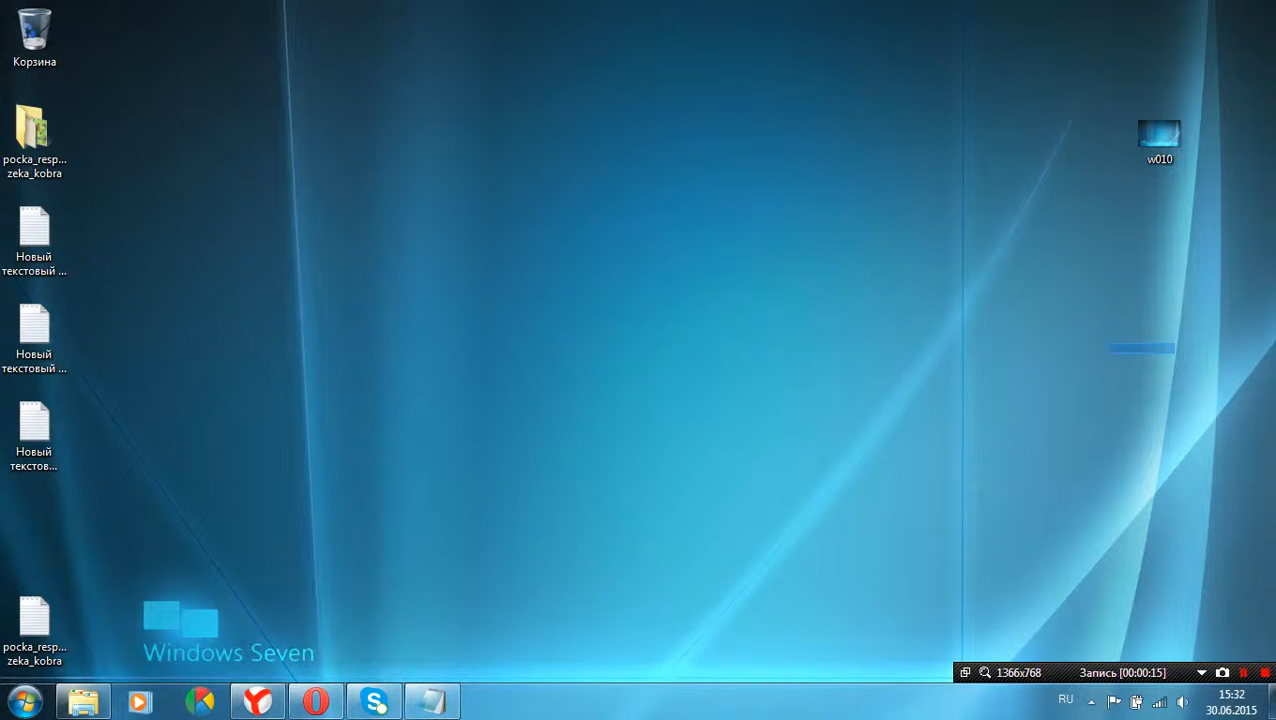 Корзина
pocka_resp...
zeka_kobra
Новый
текстовый ...
Новый
текстовый ...
Новый
текстов...
pocka_resp...
zeka_kobra
w010
Windows Seven
1366x768
Запись [00:00:15]
RU
15:32
30.06.2015